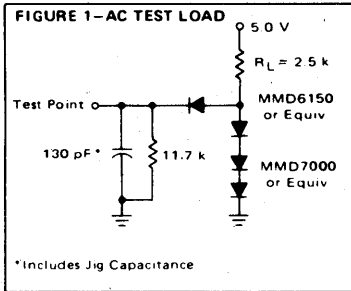 FIGURE 1–AC TEST LOAD
5.0 V
R_L = 2.5 k
Test Point
MMD6150
or Equiv
130 pF*
11.7 k
MMD7000
or Equiv
*Includes Jig Capacitance